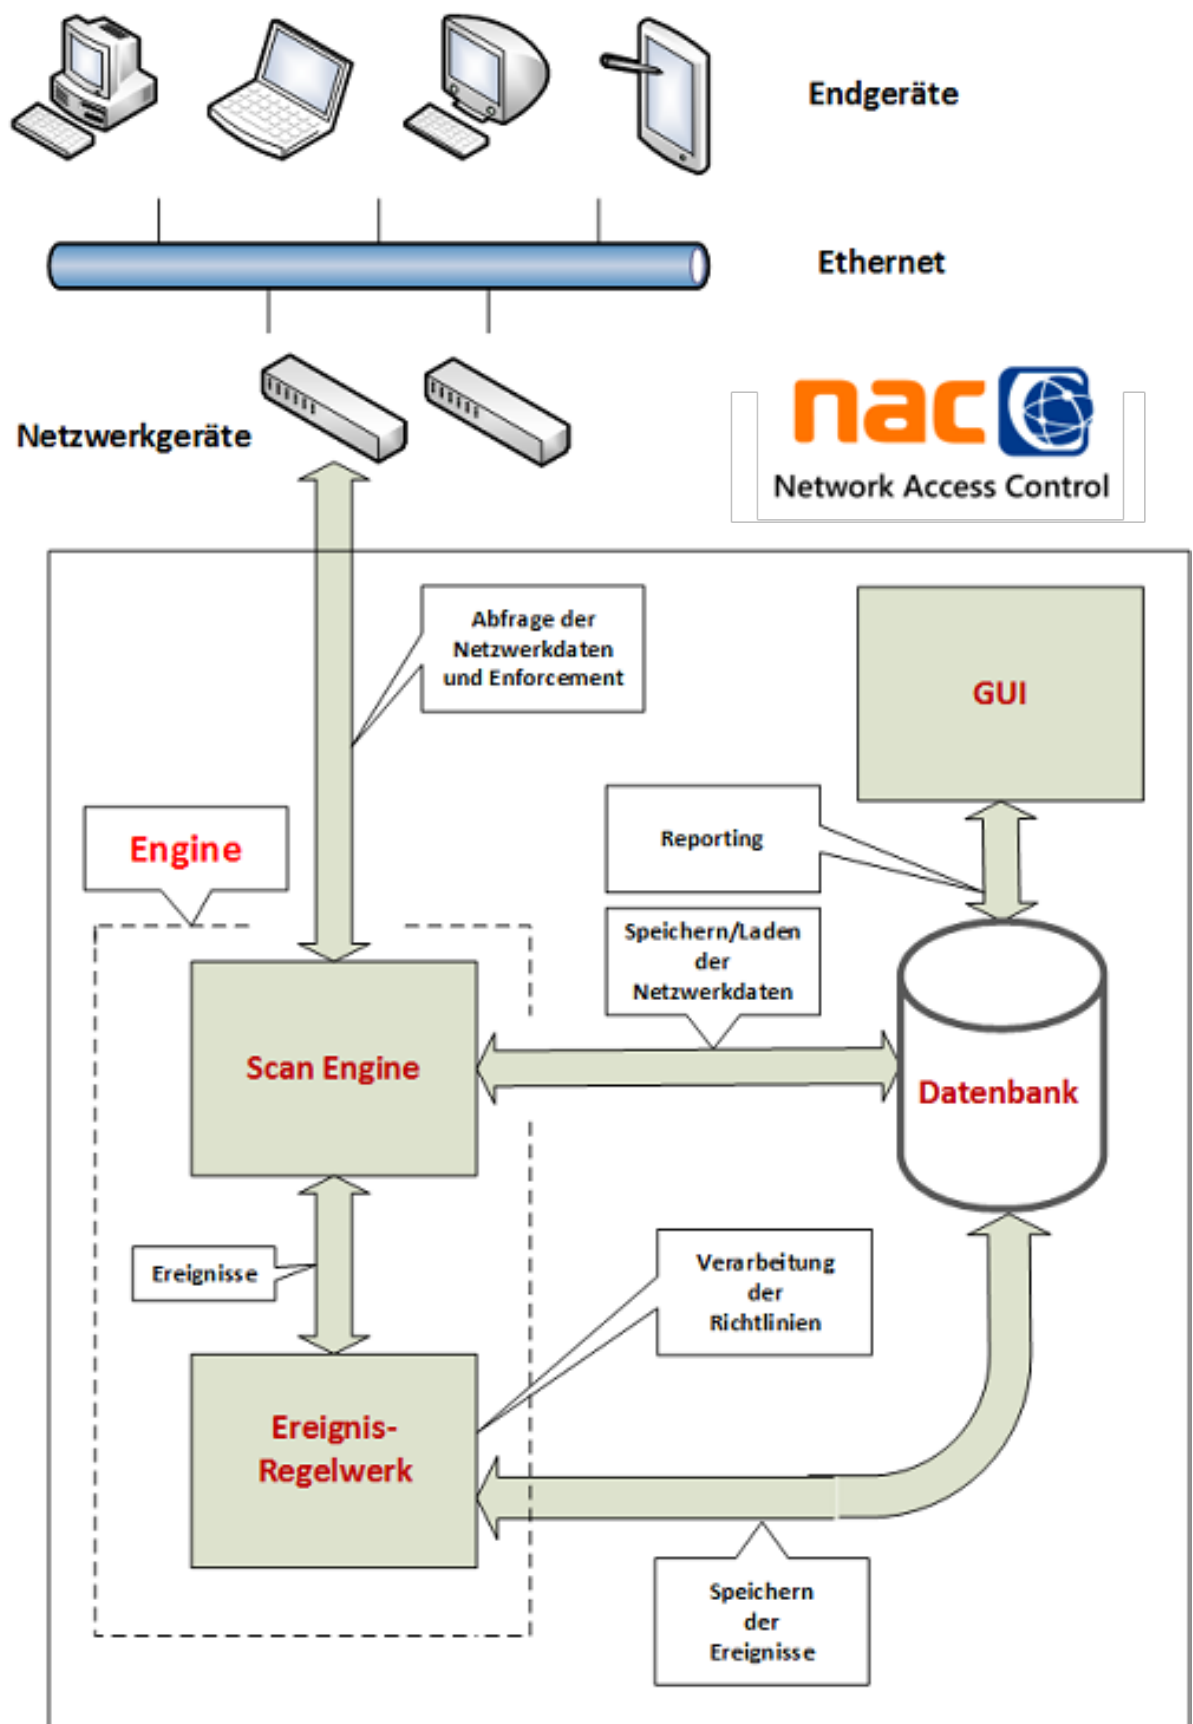 Endgeräte
Ethernet
nac
Network Access Control
Netzwerkgeräte
Abfrage der
Netzwerkdaten
und Enforcement
GUI
Reporting
Engine
Speichern/Laden
der
Netzwerkdaten
Scan Engine
Datenbank
Ereignisse
Verarbeitung
der
Richtlinien
Ereignis-
Regelwerk
Speichern
der
Ereignisse